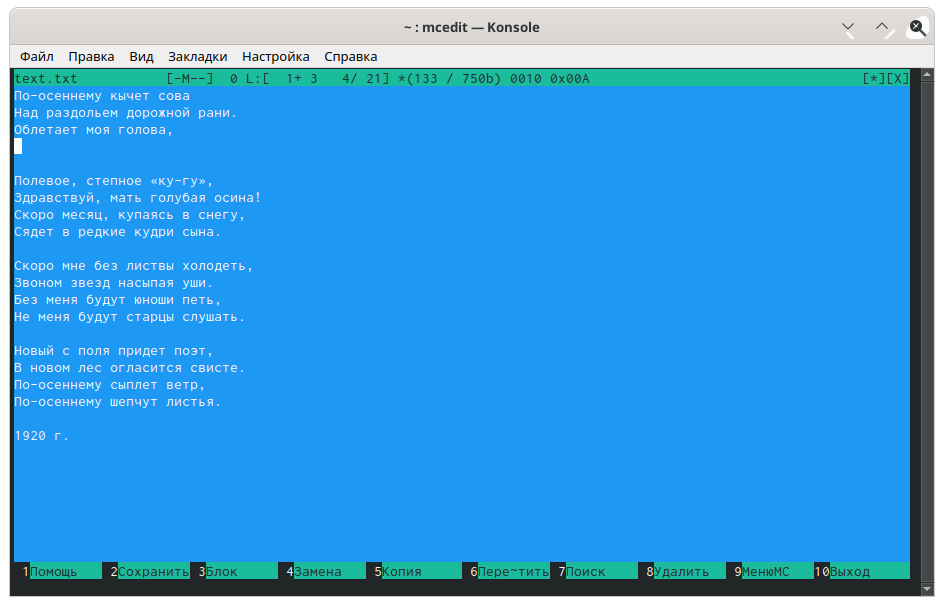 ~ : mcedit — Konsole
Файл Правка Вид Закладки Настройка Справка
text.txt [-M--] 0 L:[ 1+ 3 4/ 21] *(133 / 750b) 0010 0x00A [*][X]
По-осеннему кычет сова
Над раздольем дорожной рани.
Облетает моя голова,
Полевое, степное «ку-гу»,
Здравствуй, мать голубая осина!
Скоро месяц, купаясь в снегу,
Сядет в редкие кудри сына.
Скоро мне без листвы холодеть,
Звоном звезд насыпая уши.
Без меня будут юноши петь,
Не меня будут старцы слушать.
Новый с поля придет поэт,
В новом лес огласится свисте.
По-осеннему сыплет ветр,
По-осеннему шепчут листья.
1920 г.
1Помощь 2Сохранить 3Блок 4Замена 5Копия 6Пере~тить 7Поиск 8Удалить 9МенюМС 10Выход